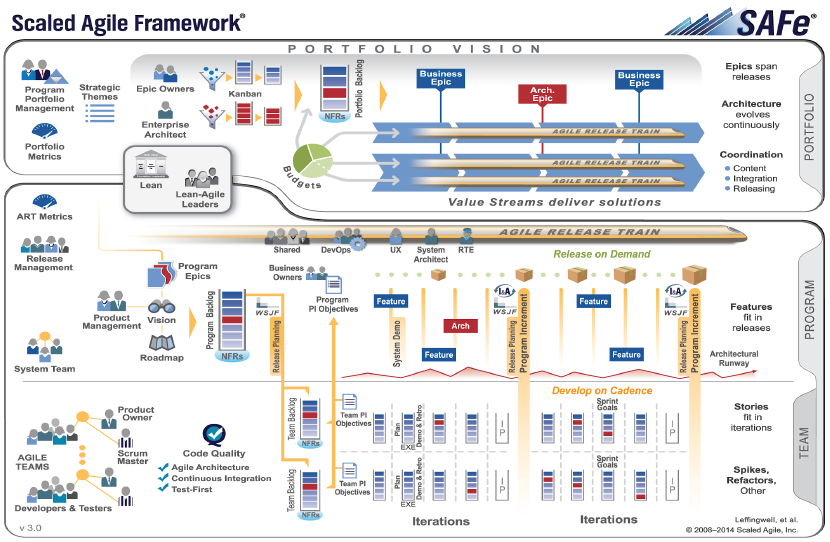 Scaled Agile Framework®
SAFe®
PORTFOLIO VISION
Program
Portfolio
Management
Strategic
Themes
Portfolio
Metrics
Epic Owners
Enterprise
Architect
Kanban
Portfolio Backlog
NFRs
Budgets
Business
Epic
Arch.
Epic
Business
Epic
AGILE RELEASE TRAIN
AGILE RELEASE TRAIN
AGILE RELEASE TRAIN
Value Streams deliver solutions
Epics span
releases
Architecture
evolves
continuously
Coordination
Content
Integration
Releasing
PORTFOLIO
Lean
Lean-Agile
Leaders
ART Metrics
Release
Management
AGILE RELEASE TRAIN
Shared
DevOps
UX
System
Architect
RTE
Release on Demand
Program
Epics
Product
Management
Vision
Roadmap
System Team
Program Backlog
NFRs
WSJF
Release Planning
Business
Owners
Program
PI Objectives
Feature
System Demo
Feature
Arch
I&A
WSJF
Release Planning
Program Increment
Feature
Feature
I&A
WSJF
Release Planning
Program Increment
Architectural
Runway
Features
fit in
releases
PROGRAM
Develop on Cadence
Product
Owner
AGILE
TEAMS
Scrum
Master
Developers & Testers
Code Quality
Agile Architecture
Continuous Integration
Test-First
Team Backlog
NFRs
Team PI
Objectives
Plan
EXE
Demo & Retro
I
P
Sprint
Goals
I
P
Stories
fit in
iterations
Team Backlog
NFRs
Team PI
Objectives
Plan
EXE
Demo & Retro
I
P
Sprint
Goals
I
P
Spikes,
Refactors,
Other
TEAM
Iterations
Iterations
v 3.0
Leffingwell, et al.
© 2008–2014 Scaled Agile, Inc.